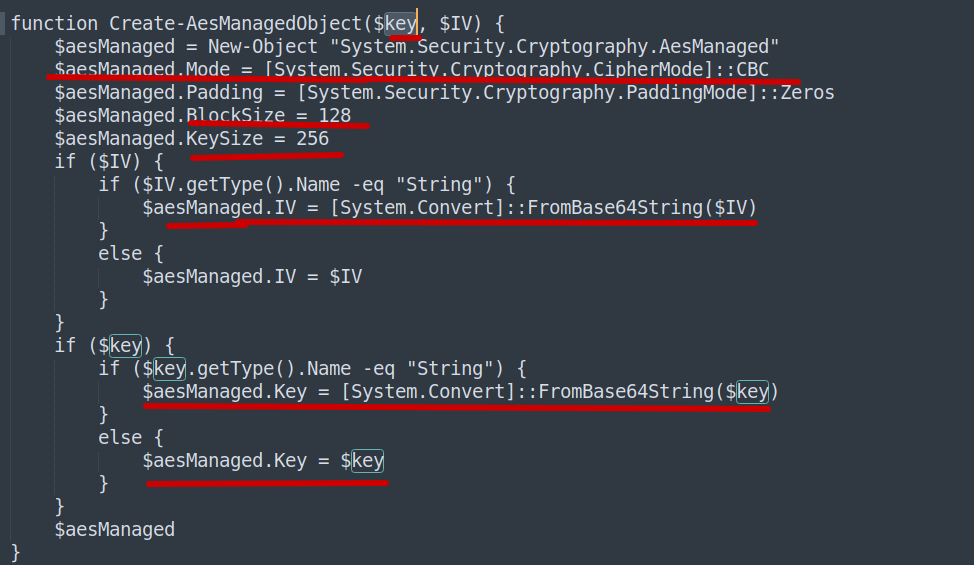 function Create-AesManagedObject($key, $IV) {
    $aesManaged = New-Object "System.Security.Cryptography.AesManaged"
    $aesManaged.Mode = [System.Security.Cryptography.CipherMode]::CBC
    $aesManaged.Padding = [System.Security.Cryptography.PaddingMode]::Zeros
    $aesManaged.BlockSize = 128
    $aesManaged.KeySize = 256
    if ($IV) {
        if ($IV.getType().Name -eq "String") {
            $aesManaged.IV = [System.Convert]::FromBase64String($IV)
        }
        else {
            $aesManaged.IV = $IV
        }
    }
    if ($key) {
        if ($key.getType().Name -eq "String") {
            $aesManaged.Key = [System.Convert]::FromBase64String($key)
        }
        else {
            $aesManaged.Key = $key
        }
    }
    $aesManaged
}